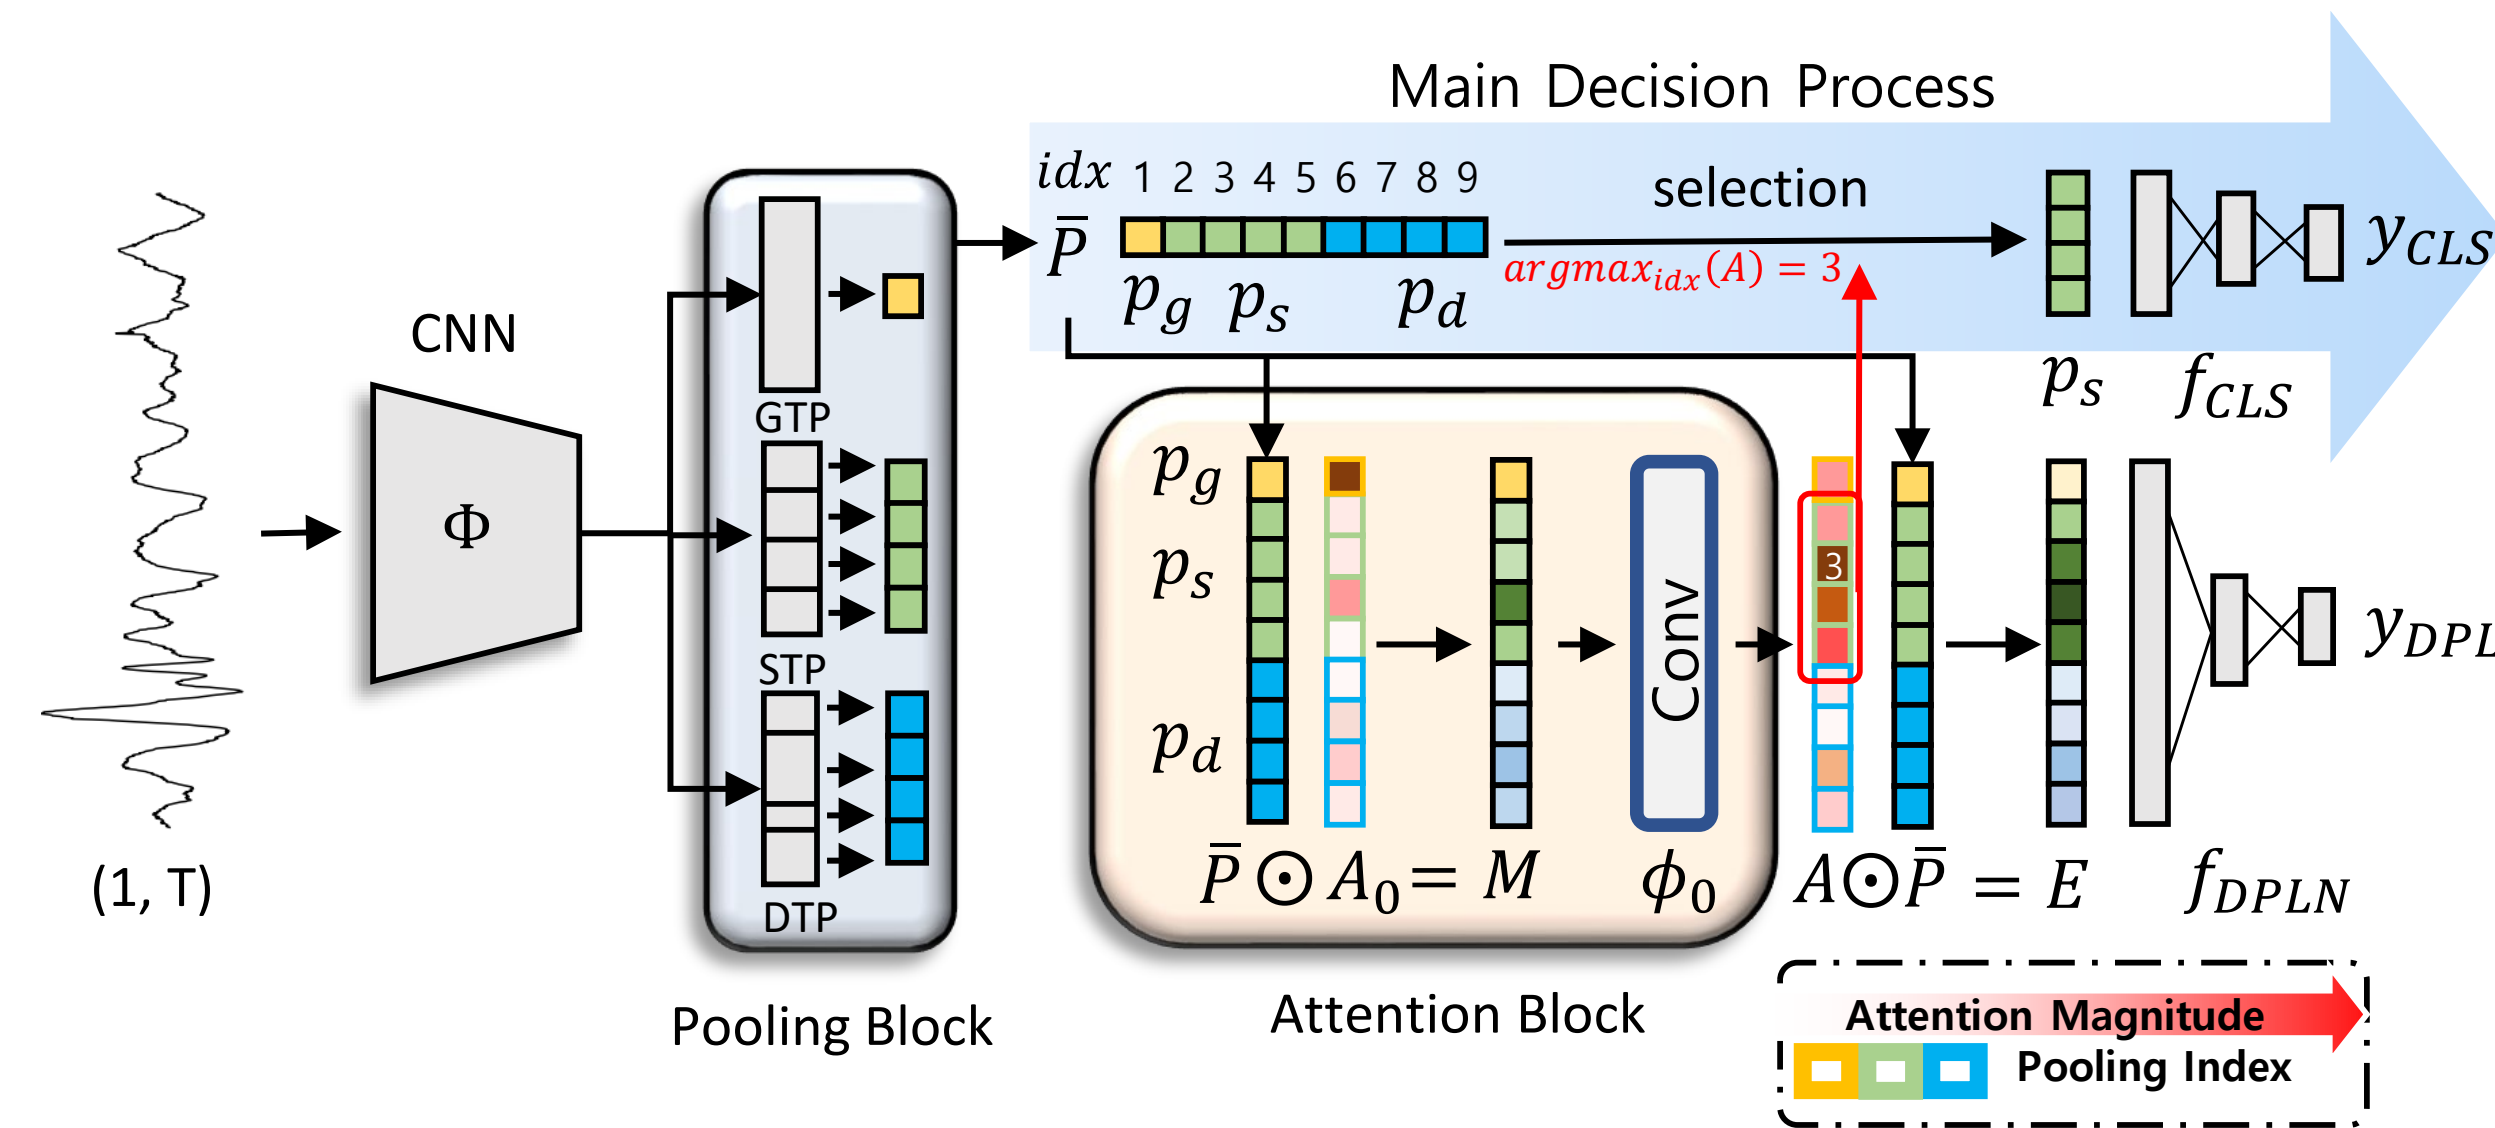 Main Decision Process
idx 1 2 3 4 5 6 7 8 9
P̅
selection
argmax_idx(A) = 3
p_g p_s p_d
p_s
f_CLS
y_CLS
CNN
Φ
(1, T)
GTP
STP
DTP
Pooling Block
p_g
p_s
p_d
Conv
3
P̅ ⊙ A_0 = M
ϕ_0
A ⊙ P̅ = E
f_DPLN
y_DPL
Attention Block
Attention Magnitude
Pooling Index